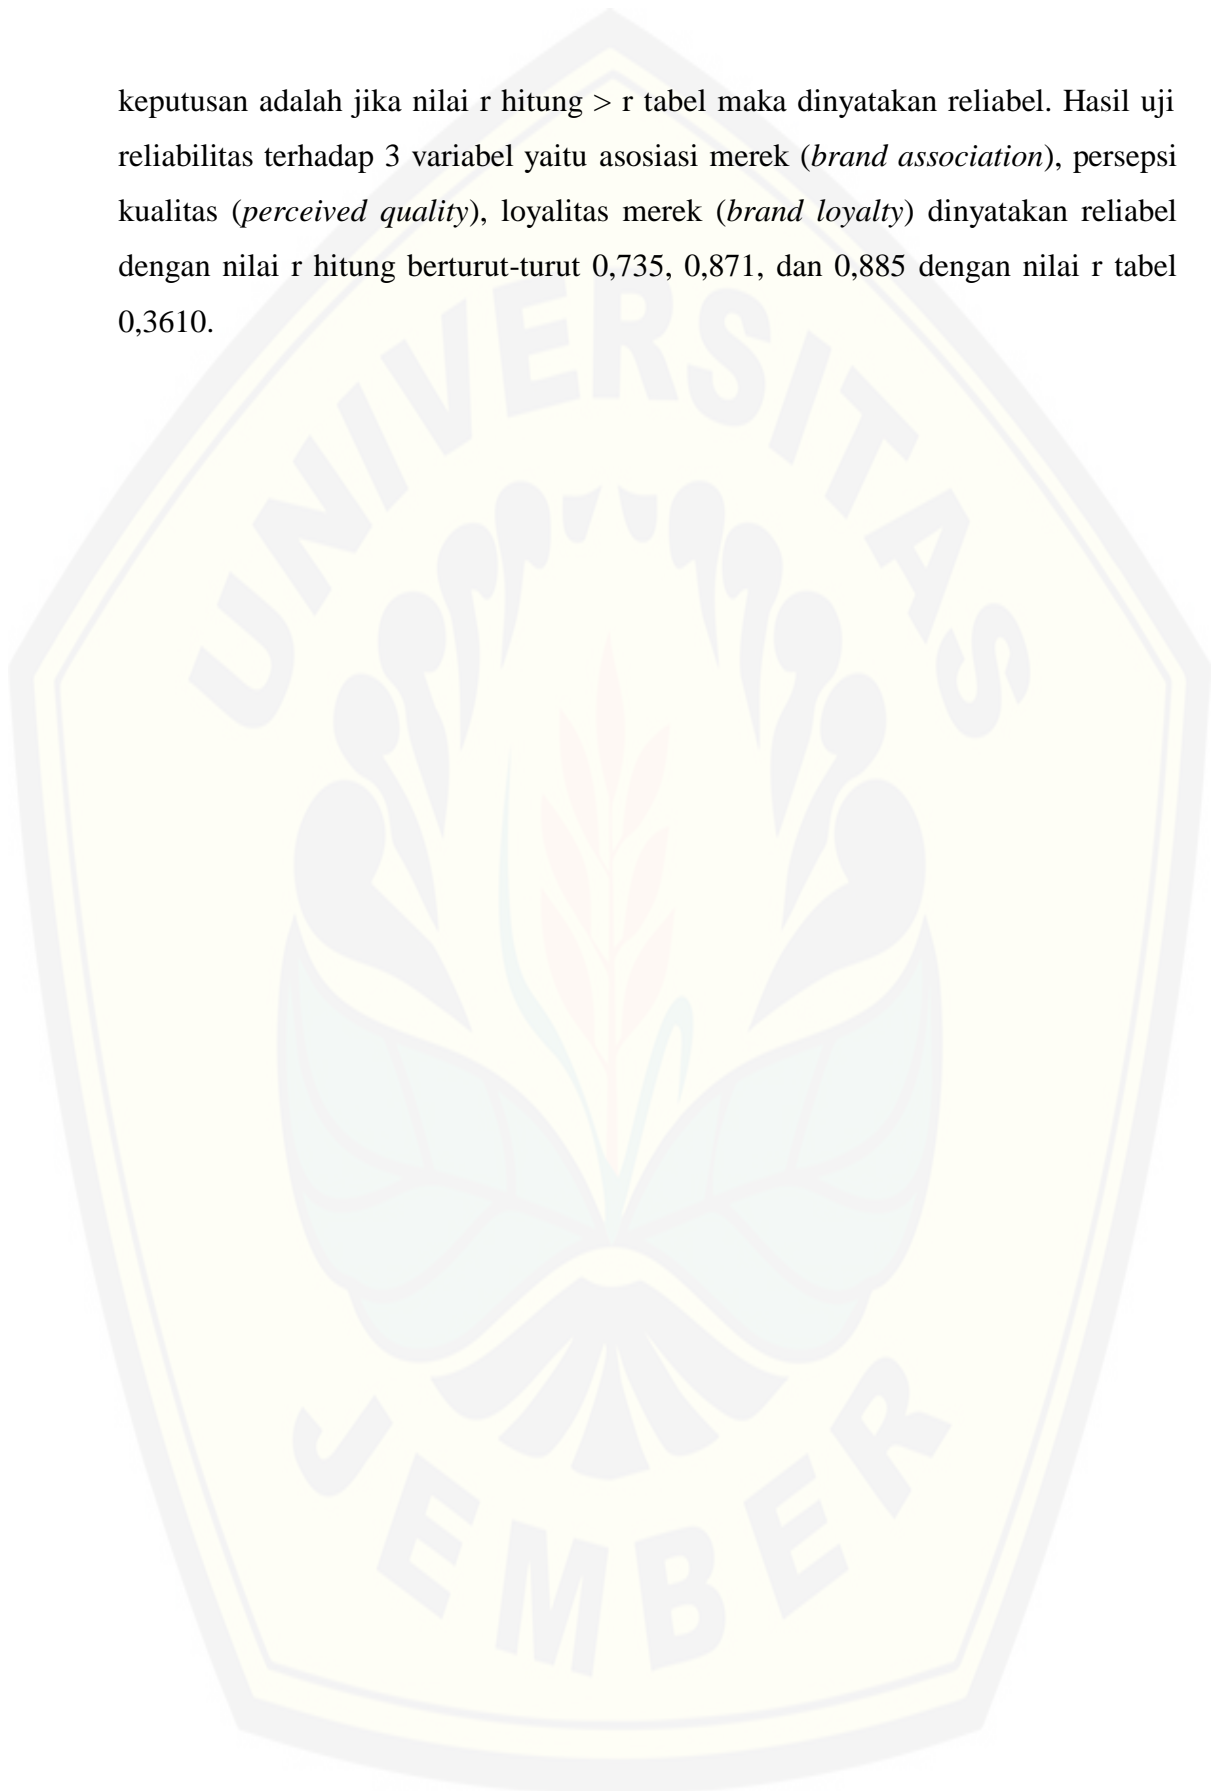 keputusan adalah jika nilai r hitung > r tabel maka dinyatakan reliabel. Hasil uji
reliabilitas terhadap 3 variabel yaitu asosiasi merek (brand association), persepsi
kualitas (perceived quality), loyalitas merek (brand loyalty) dinyatakan reliabel
dengan nilai r hitung berturut-turut 0,735, 0,871, dan 0,885 dengan nilai r tabel
0,3610.
UNIVERSITAS
JEMBER